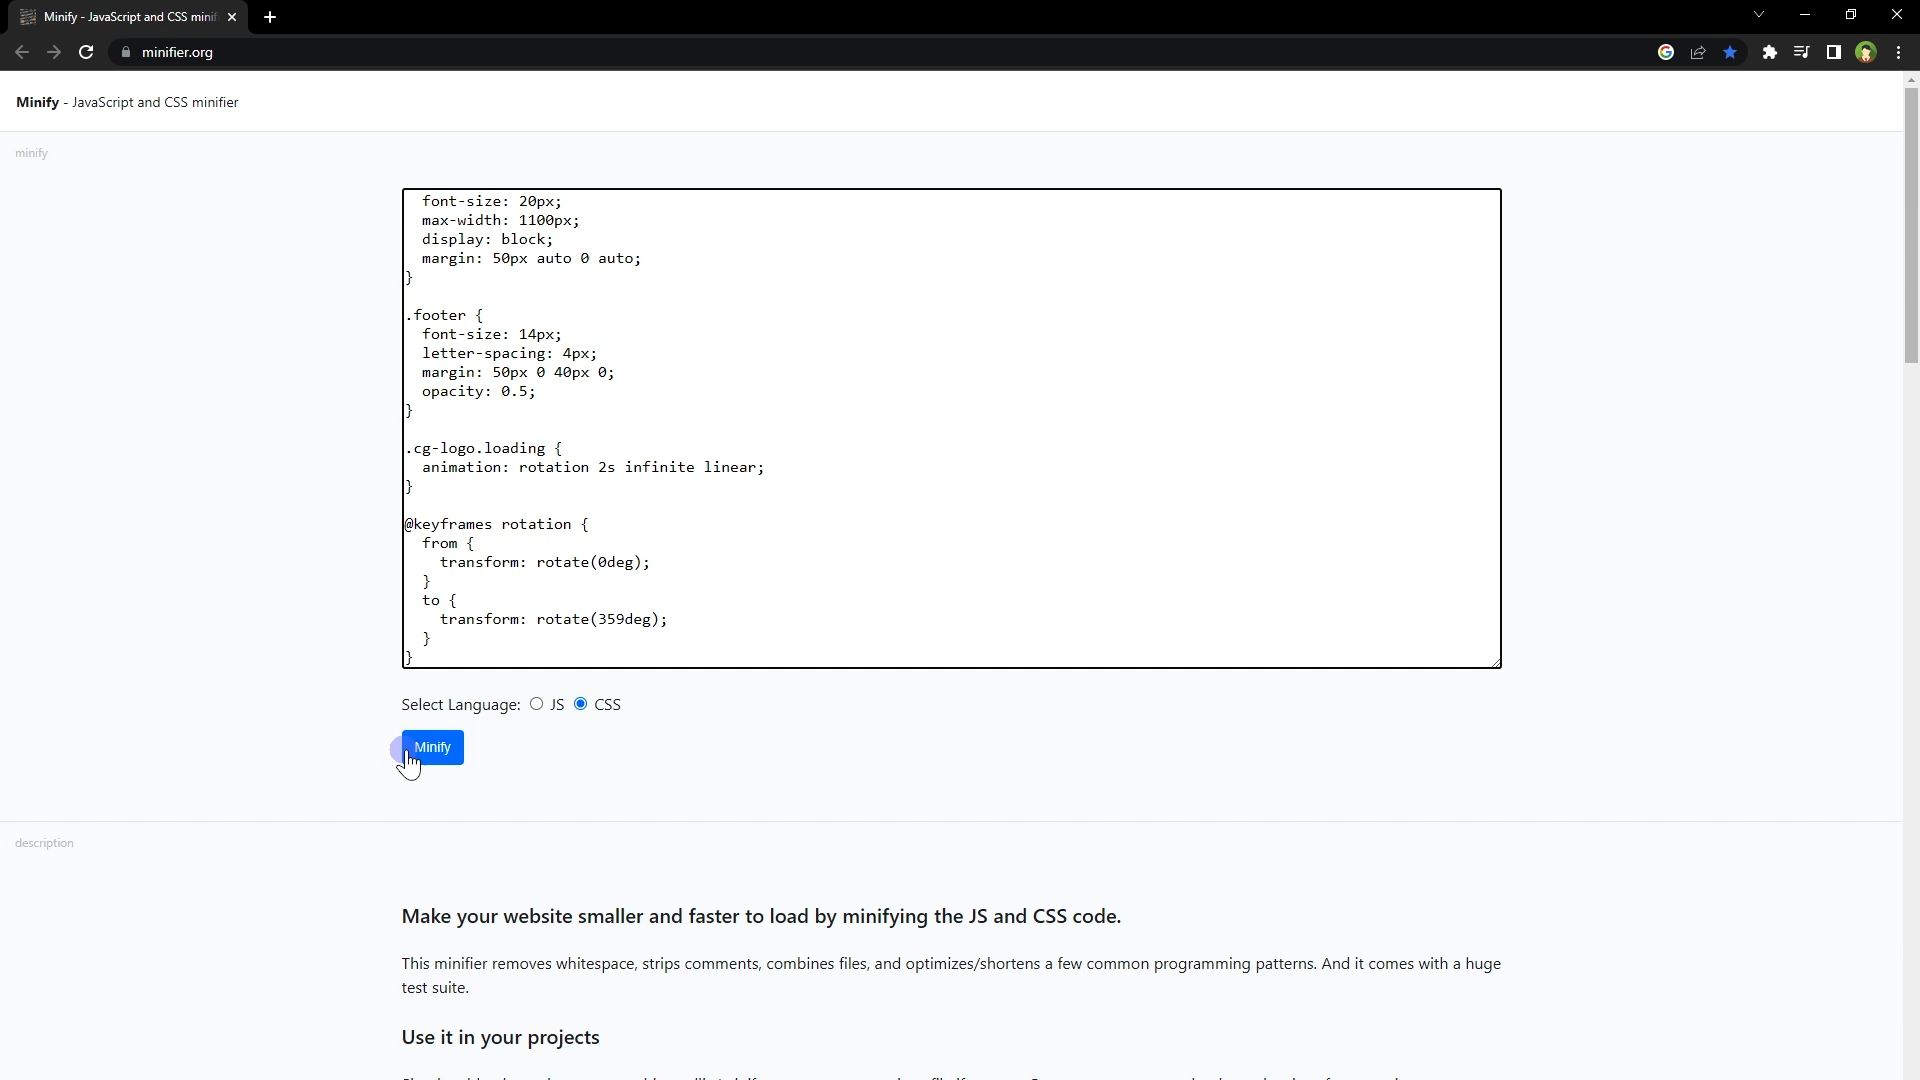 Minify - JavaScript and CSS minif
minifier.org
Minify - JavaScript and CSS minifier
minify
font-size: 20px;
max-width: 1100px;
display: block;
margin: 50px auto 0 auto;
}
.footer {
font-size: 14px;
letter-spacing: 4px;
margin: 50px 0 40px 0;
opacity: 0.5;
}
.cg-logo.loading {
animation: rotation 2s infinite linear;
}
@keyframes rotation {
from {
transform: rotate(0deg);
}
to {
transform: rotate(359deg);
}
}
Select Language: JS CSS
Minify
description
Make your website smaller and faster to load by minifying the JS and CSS code.
This minifier removes whitespace, strips comments, combines files, and optimizes/shortens a few common programming patterns. And it comes with a huge
test suite.
Use it in your projects